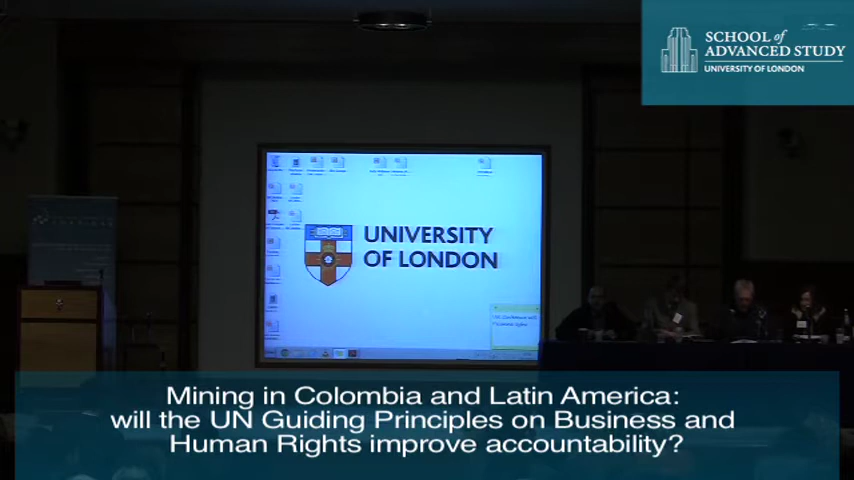 SCHOOL of
ADVANCED STUDY
UNIVERSITY OF LONDON
UNIVERSITY
OF LONDON
Mining in Colombia and Latin America:
will the UN Guiding Principles on Business and
Human Rights improve accountability?